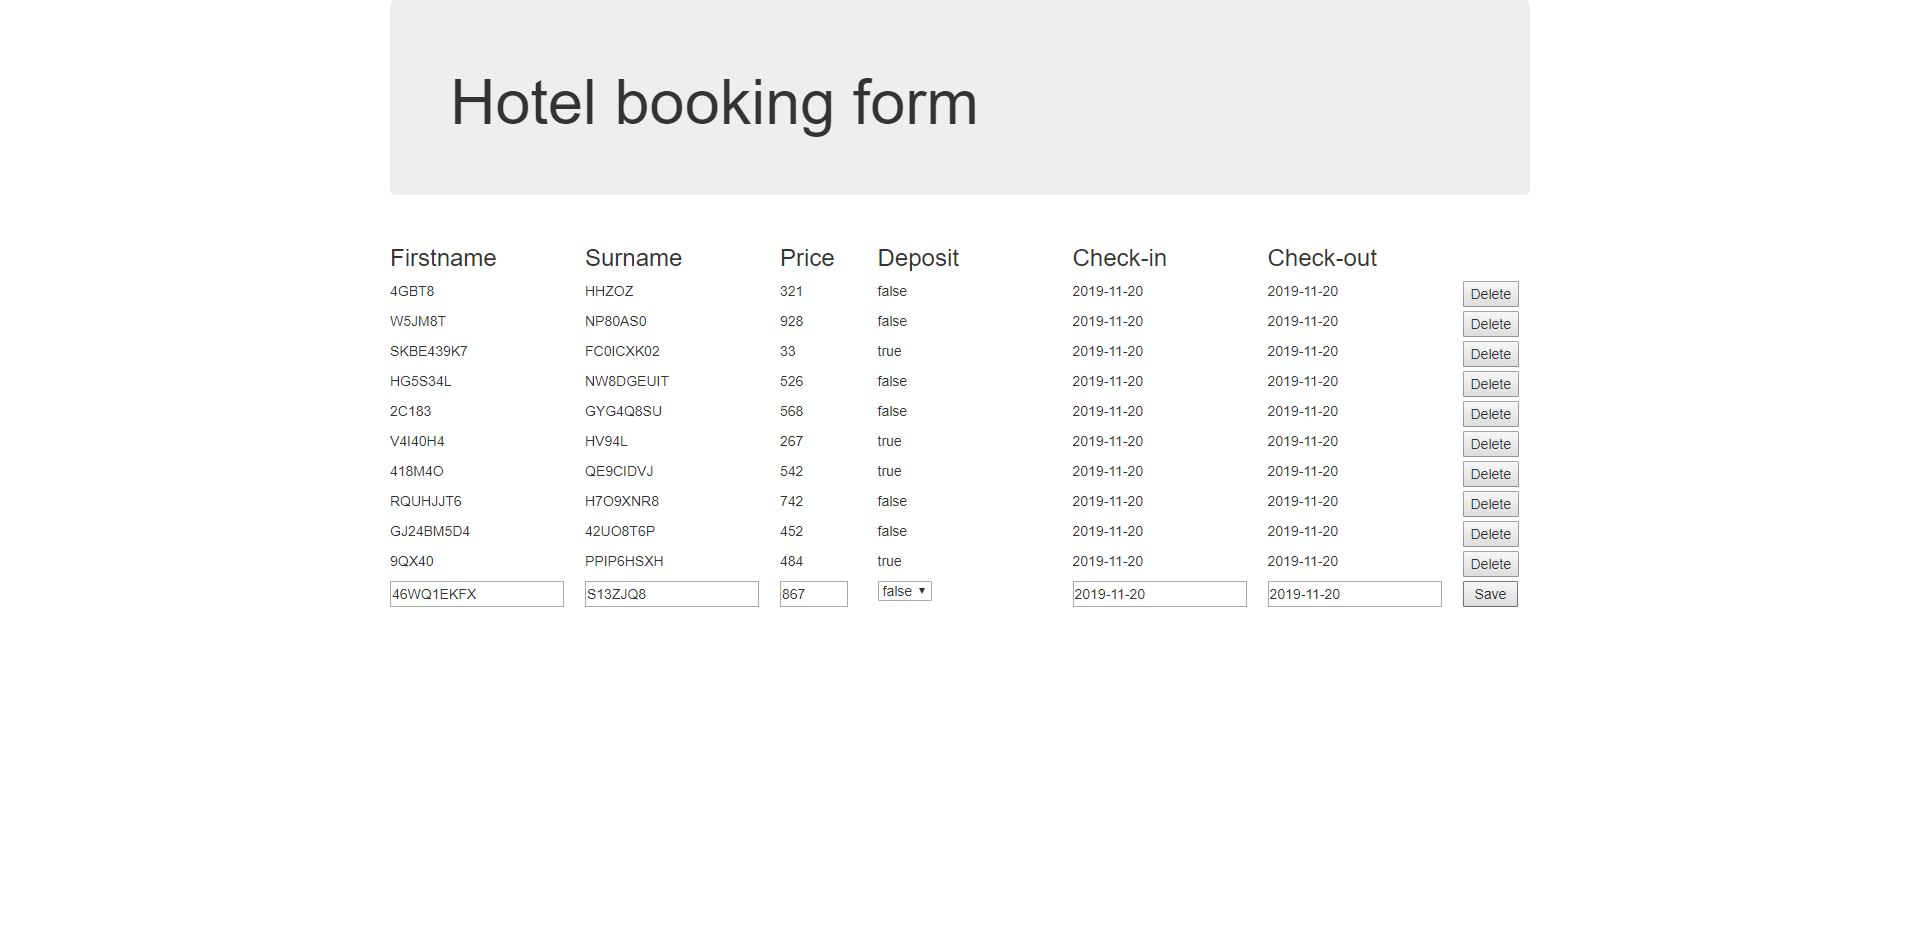 Hotel booking form
Firstname Surname Price Deposit Check-in Check-out
4GBT8 HHZOZ 321 false 2019-11-20 2019-11-20 Delete
W5JM8T NP80AS0 928 false 2019-11-20 2019-11-20 Delete
SKBE439K7 FC0ICXK02 33 true 2019-11-20 2019-11-20 Delete
HG5S34L NW8DGEUIT 526 false 2019-11-20 2019-11-20 Delete
2C183 GYG4Q8SU 568 false 2019-11-20 2019-11-20 Delete
V4I40H4 HV94L 267 true 2019-11-20 2019-11-20 Delete
418M4O QE9CIDVJ 542 true 2019-11-20 2019-11-20 Delete
RQUHJJT6 H7O9XNR8 742 false 2019-11-20 2019-11-20 Delete
GJ24BM5D4 42UO8T6P 452 false 2019-11-20 2019-11-20 Delete
9QX40 PPIP6HSXH 484 true 2019-11-20 2019-11-20 Delete
46WQ1EKFX S13ZJQ8 867 false 2019-11-20 2019-11-20 Save